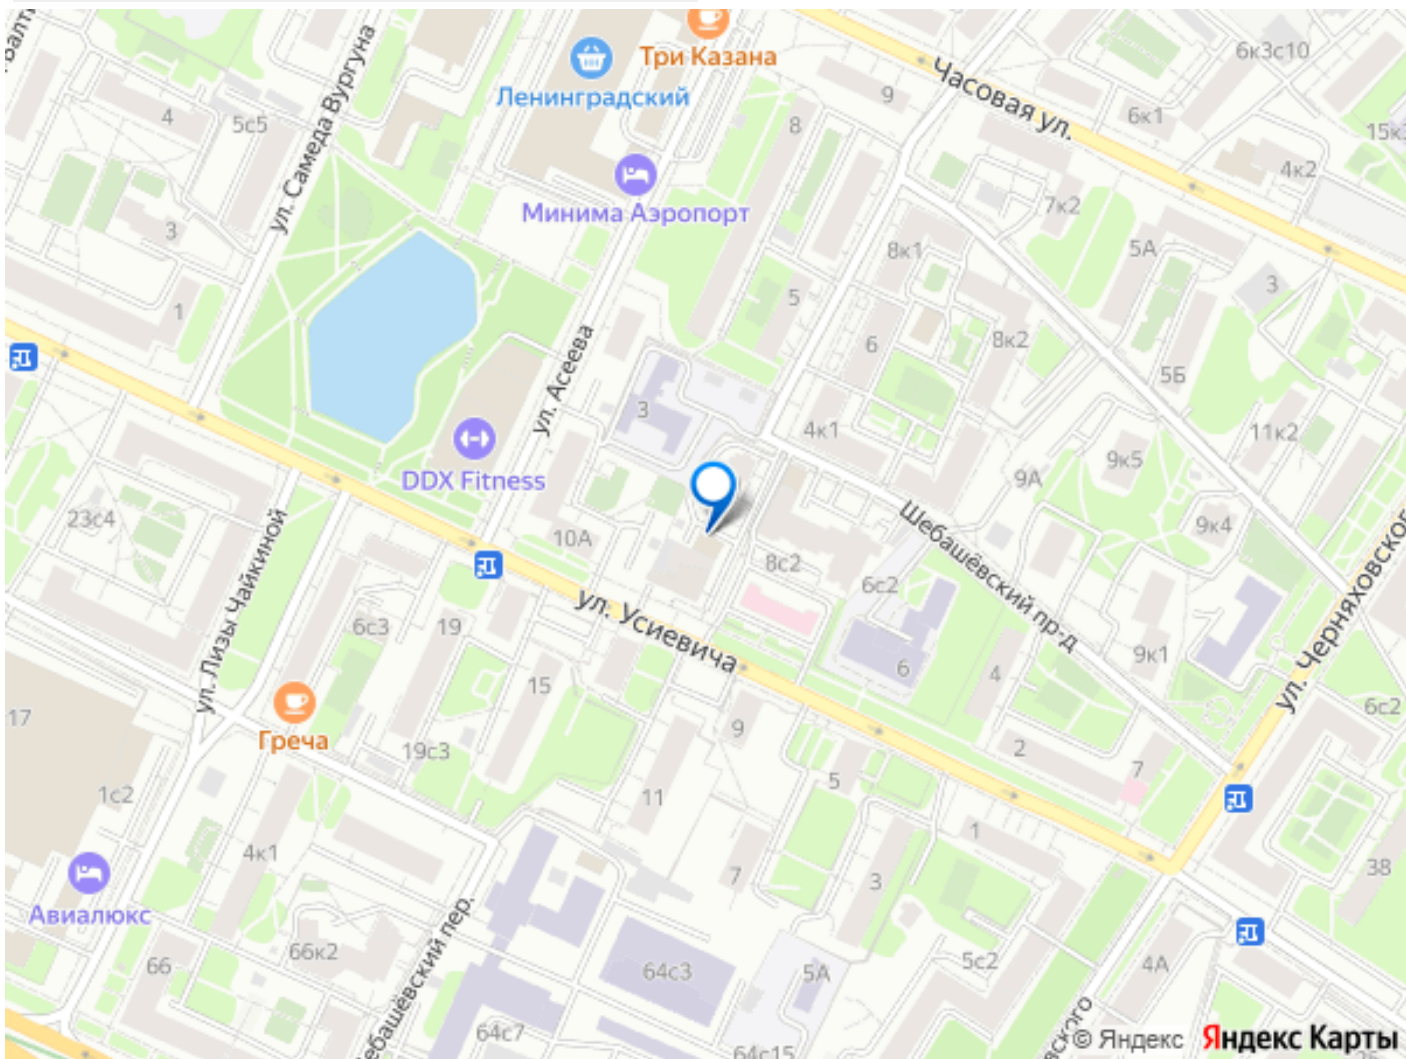 Балт
ул. Самеда Вургуна
4
5с5
3
1
Ленинградский
Три Казана
Минима Аэропорт
9
8
Часовая ул.
6к3с10
6к1
15к
4к2
7к2
5А
3
8к1
5
6
8к2
5Б
ул. Асеева
3
4к1
11к2
9к5
9А
DDX Fitness
23с4
10А
9к4
Шебашёвский пр-д
8с2
6с2
ул. Усиевича
ул. Черняховского
ул. Лизы Чайкиной
6с3
19
15
6
4
9к1
6с2
17
Греча
19с3
9
2
7
5
1с2
11
4к1
1
7
3
38
Авиалюкс
66к2
66
ебашёвский пер.
64с3
5А
5с2
4А
64с7
64с15
вского
© Яндекс
Яндекс Карты